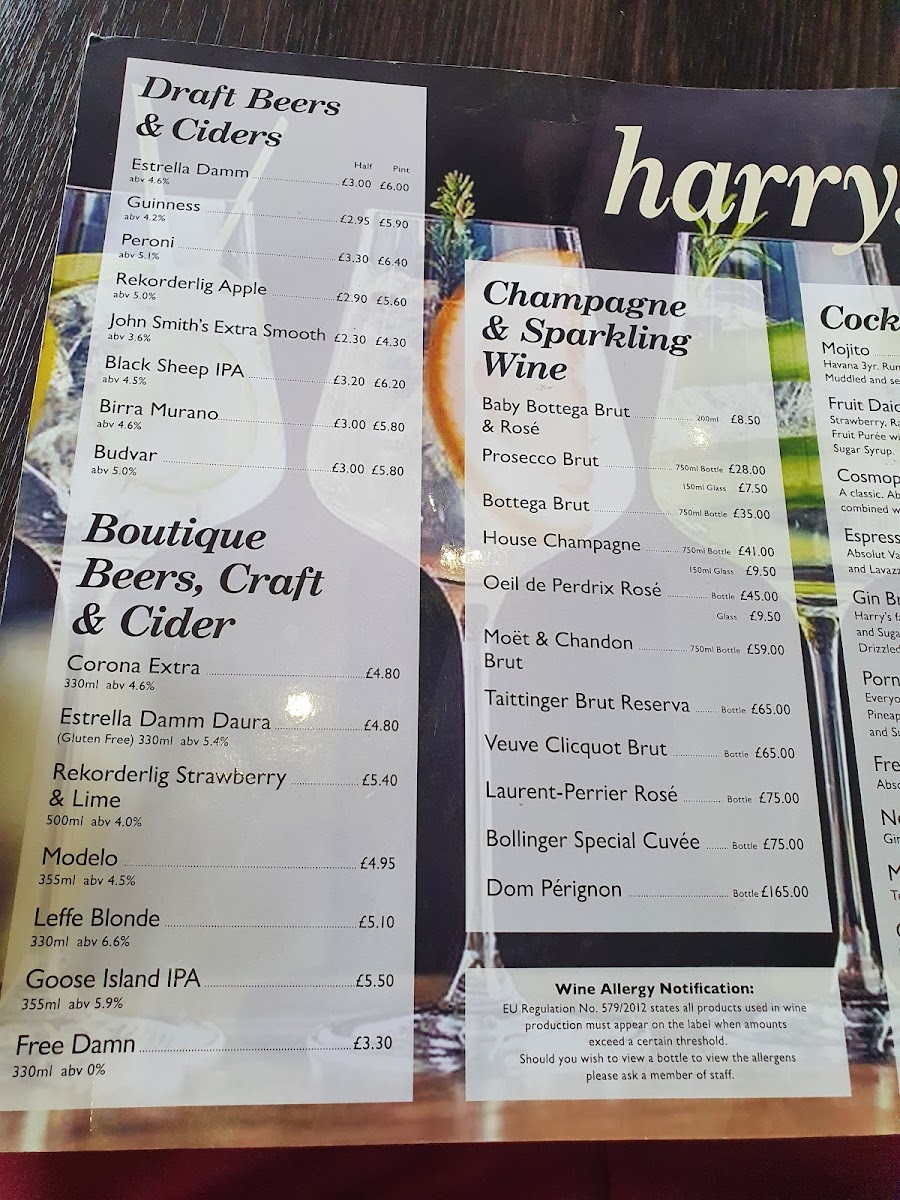 Draft Beers
& Ciders
Half Pint
Estrella Damm £3.00 £6.00
abv 4.6%
Guinness £2.95 £5.90
abv 4.2%
Peroni £3.30 £6.40
abv 5.1%
Rekorderlig Apple £2.90 £5.60
abv 5.0%
John Smith's Extra Smooth £2.30 £4.30
abv 3.6%
Black Sheep IPA £3.20 £6.20
abv 4.5%
Birra Murano £3.00 £5.80
abv 4.6%
Budvar £3.00 £5.80
abv 5.0%
Boutique
Beers, Craft
& Cider
Corona Extra £4.80
330ml abv 4.6%
Estrella Damm Daura £4.80
(Gluten Free) 330ml abv 5.4%
Rekorderlig Strawberry £5.40
& Lime
500ml abv 4.0%
Modelo £4.95
355ml abv 4.5%
Leffe Blonde £5.10
330ml abv 6.6%
Goose Island IPA £5.50
355ml abv 5.9%
Free Damn £3.30
330ml abv 0%
harry
Champagne
& Sparkling
Wine
Baby Bottega Brut 200ml £8.50
& Rosé
Prosecco Brut 750ml Bottle £28.00
150ml Glass £7.50
Bottega Brut 750ml Bottle £35.00
House Champagne 750ml Bottle £41.00
150ml Glass £9.50
Oeil de Perdrix Rosé Bottle £45.00
Glass £9.50
Moët & Chandon 750ml Bottle £59.00
Brut
Taittinger Brut Reserva Bottle £65.00
Veuve Clicquot Brut Bottle £65.00
Laurent-Perrier Rosé Bottle £75.00
Bollinger Special Cuvée Bottle £75.00
Dom Pérignon Bottle £165.00
Wine Allergy Notification:
EU Regulation No. 579/2012 states all products used in wine
production must appear on the label when amounts
exceed a certain threshold.
Should you wish to view a bottle to view the allergens
please ask a member of staff.
Cock
Mojito
Havana 3yr. Rum
Muddled and se
Fruit Daic
Strawberry, Ra
Fruit Purée wi
Sugar Syrup.
Cosmop
A classic. Ab
combined w
Espress
Absolut Va
and Lavazz
Gin Br
Harry's fa
and Suga
Drizzled
Porn
Everyo
Pineap
and Su
Fre
Abso
Gin
M